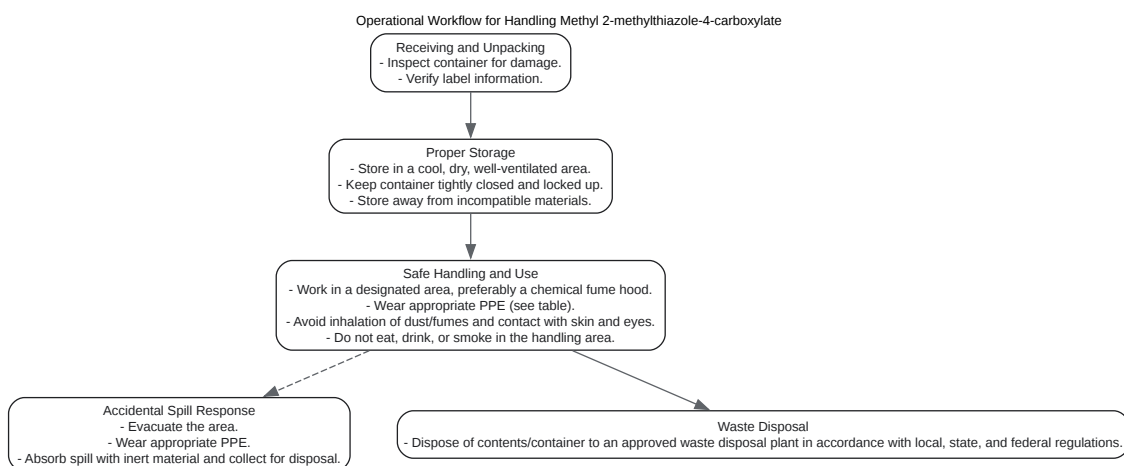 Operational Workflow for Handling Methyl 2-methylthiazole-4-carboxylate
Receiving and Unpacking
- Inspect container for damage.
- Verify label information.
Proper Storage
- Store in a cool, dry, well-ventilated area.
- Keep container tightly closed and locked up.
- Store away from incompatible materials.
Safe Handling and Use
- Work in a designated area, preferably a chemical fume hood.
- Wear appropriate PPE (see table).
- Avoid inhalation of dust/fumes and contact with skin and eyes.
- Do not eat, drink, or smoke in the handling area.
Accidental Spill Response
- Evacuate the area.
- Wear appropriate PPE.
- Absorb spill with inert material and collect for disposal.
Waste Disposal
- Dispose of contents/container to an approved waste disposal plant in accordance with local, state, and federal regulations.